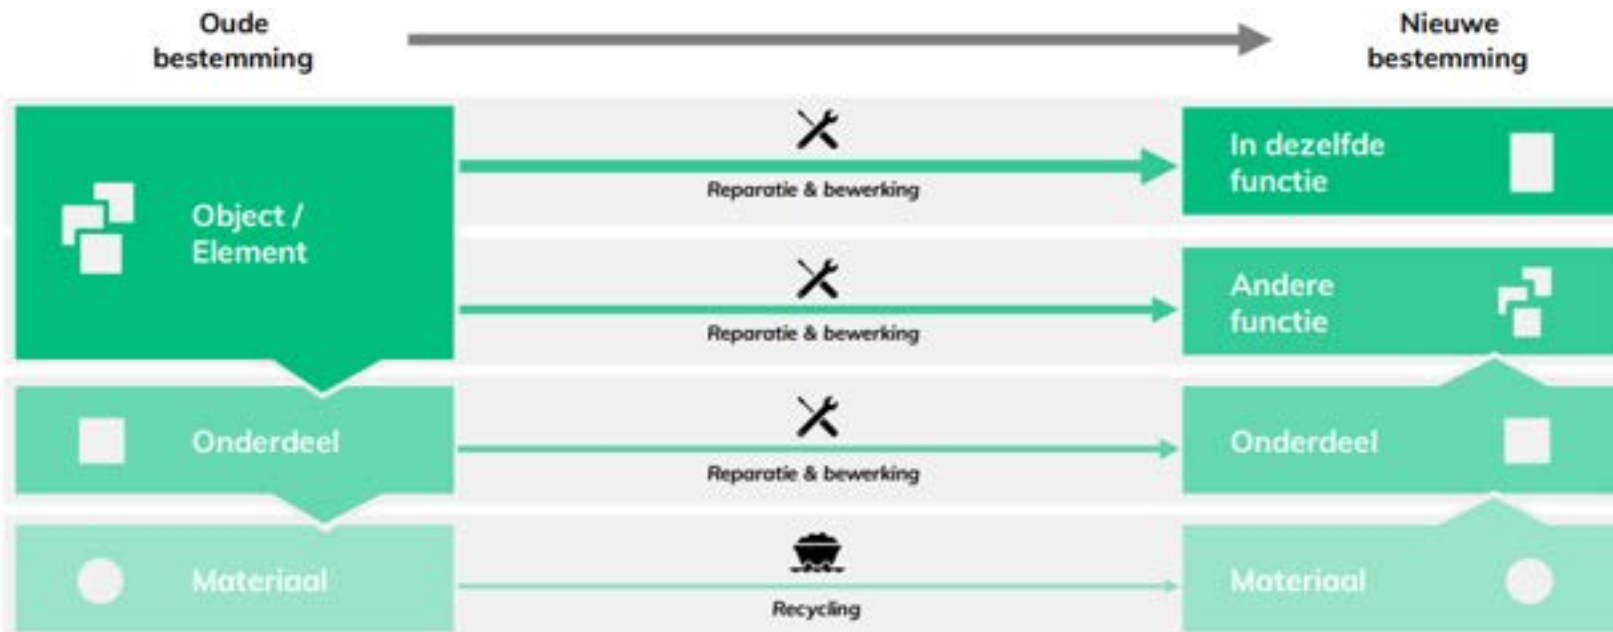 Oude
bestemming
Nieuwe
bestemming
Object /
Element
Reparatie & bewerking
In dezelfde
functie
Reparatie & bewerking
Andere
functie
Onderdeel
Reparatie & bewerking
Onderdeel
Materiaal
Recycling
Materiaal